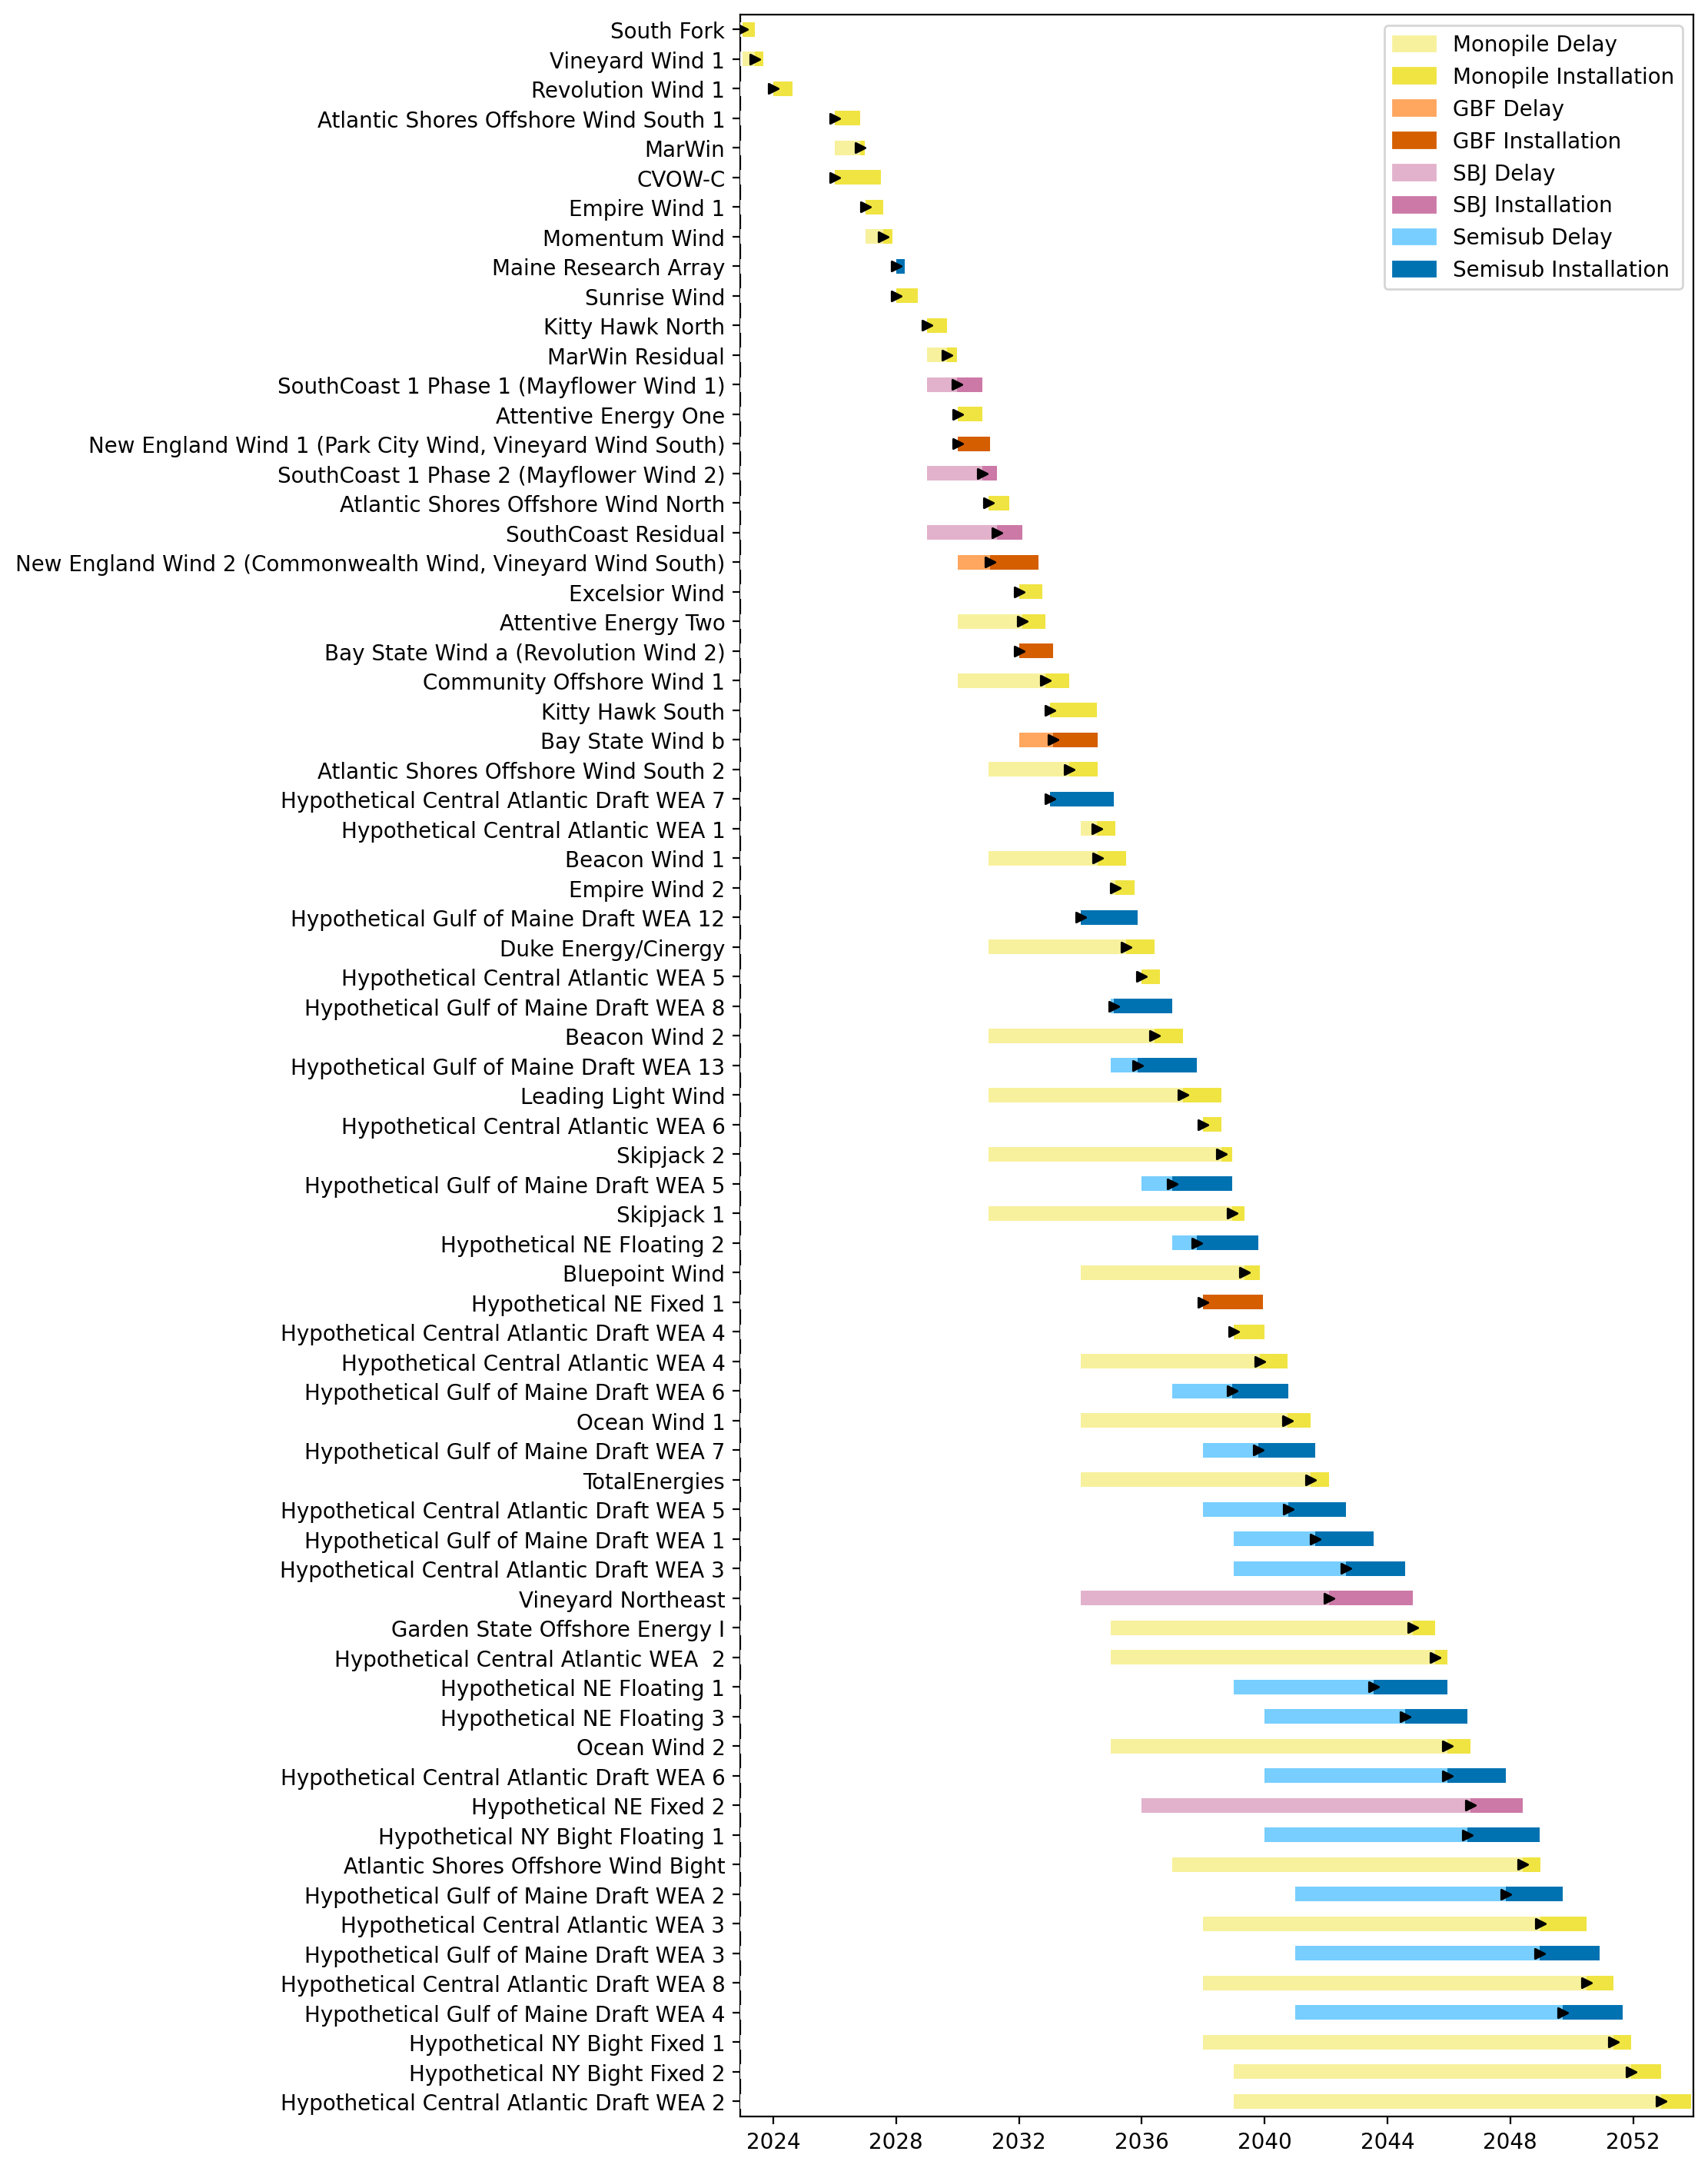 South Fork
Vineyard Wind 1
Revolution Wind 1
Atlantic Shores Offshore Wind South 1
MarWin
CVOW-C
Empire Wind 1
Momentum Wind
Maine Research Array
Sunrise Wind
Kitty Hawk North
MarWin Residual
SouthCoast 1 Phase 1 (Mayflower Wind 1)
Attentive Energy One
New England Wind 1 (Park City Wind, Vineyard Wind South)
SouthCoast 1 Phase 2 (Mayflower Wind 2)
Atlantic Shores Offshore Wind North
SouthCoast Residual
New England Wind 2 (Commonwealth Wind, Vineyard Wind South)
Excelsior Wind
Attentive Energy Two
Bay State Wind a (Revolution Wind 2)
Community Offshore Wind 1
Kitty Hawk South
Bay State Wind b
Atlantic Shores Offshore Wind South 2
Hypothetical Central Atlantic Draft WEA 7
Hypothetical Central Atlantic WEA 1
Beacon Wind 1
Empire Wind 2
Hypothetical Gulf of Maine Draft WEA 12
Duke Energy/Cinergy
Hypothetical Central Atlantic WEA 5
Hypothetical Gulf of Maine Draft WEA 8
Beacon Wind 2
Hypothetical Gulf of Maine Draft WEA 13
Leading Light Wind
Hypothetical Central Atlantic WEA 6
Skipjack 2
Hypothetical Gulf of Maine Draft WEA 5
Skipjack 1
Hypothetical NE Floating 2
Bluepoint Wind
Hypothetical NE Fixed 1
Hypothetical Central Atlantic Draft WEA 4
Hypothetical Central Atlantic WEA 4
Hypothetical Gulf of Maine Draft WEA 6
Ocean Wind 1
Hypothetical Gulf of Maine Draft WEA 7
TotalEnergies
Hypothetical Central Atlantic Draft WEA 5
Hypothetical Gulf of Maine Draft WEA 1
Hypothetical Central Atlantic Draft WEA 3
Vineyard Northeast
Garden State Offshore Energy I
Hypothetical Central Atlantic WEA  2
Hypothetical NE Floating 1
Hypothetical NE Floating 3
Ocean Wind 2
Hypothetical Central Atlantic Draft WEA 6
Hypothetical NE Fixed 2
Hypothetical NY Bight Floating 1
Atlantic Shores Offshore Wind Bight
Hypothetical Gulf of Maine Draft WEA 2
Hypothetical Central Atlantic WEA 3
Hypothetical Gulf of Maine Draft WEA 3
Hypothetical Central Atlantic Draft WEA 8
Hypothetical Gulf of Maine Draft WEA 4
Hypothetical NY Bight Fixed 1
Hypothetical NY Bight Fixed 2
Hypothetical Central Atlantic Draft WEA 2
Monopile Delay
Monopile Installation
GBF Delay
GBF Installation
SBJ Delay
SBJ Installation
Semisub Delay
Semisub Installation
2024 2028 2032 2036 2040 2044 2048 2052